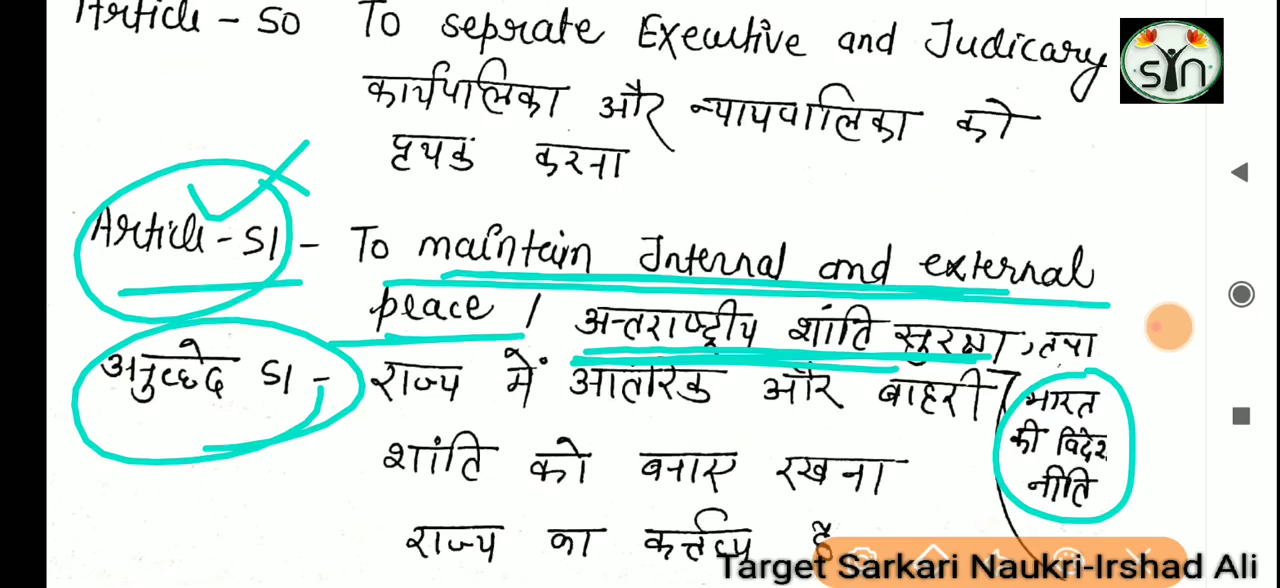 Article - 50 To seprate Executive and Judicary
SYN
कार्यपालिका और न्यायपालिका को
पृथक करना
Article - 51 - To maintain Internal and external
peace / अन्तराष्ट्रीय शांति सुरक्षा, तथा
अनुच्छेद 51 - राज्य में आंतरिक और बाहरी
भारत
की विदेश
नीति
शांति को बनाए रखना
राज्य का कर्त्तव्य है
Target Sarkari Naukri-Irshad Ali